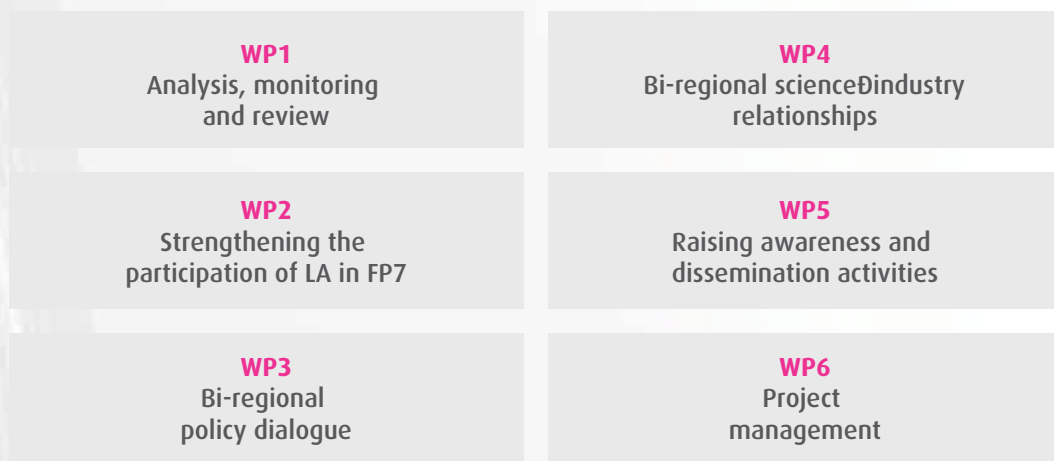 WP1
Analysis, monitoring
and review
WP2
Strengthening the
participation of LA in FP7
WP3
Bi-regional
policy dialogue
WP4
Bi-regional scienceÐindustry
relationships
WP5
Raising awareness and
dissemination activities
WP6
Project
management